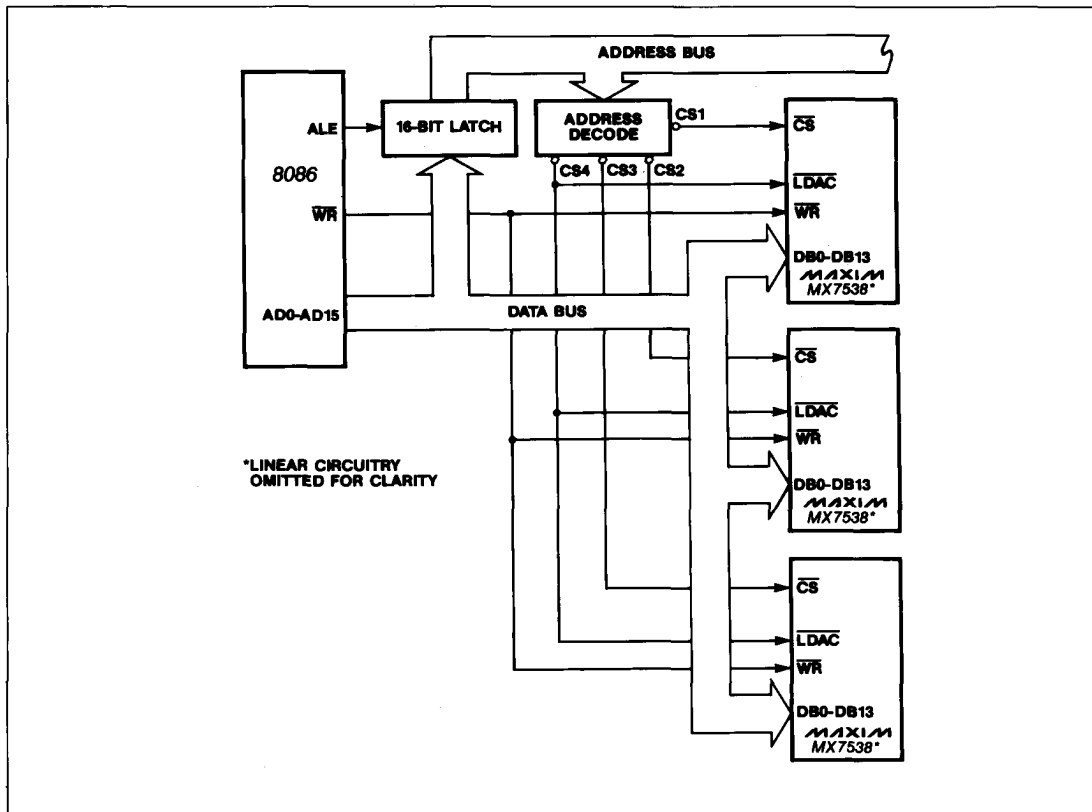 ADDRESS BUS
ALE
16-BIT LATCH
ADDRESS
DECODE
CS1
CS
8086
CS4
CS3
CS2
LDAC
WR
WR
DB0-DB13
MAXIM
MX7538*
AD0-AD15
DATA BUS
CS
LDAC
WR
*LINEAR CIRCUITRY
OMITTED FOR CLARITY
DB0-DB13
MAXIM
MX7538*
CS
LDAC
WR
DB0-DB13
MAXIM
MX7538*